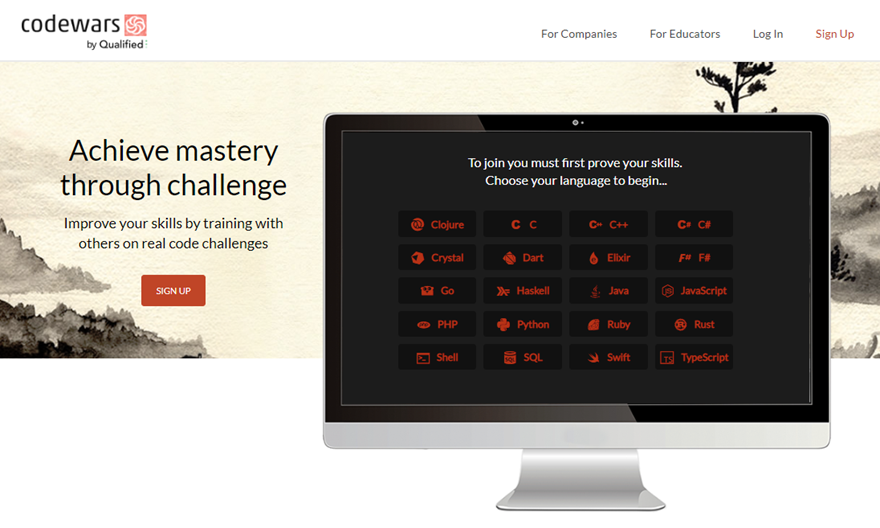 codewars
by Qualified
For Companies
For Educators
Log In
Sign Up
Achieve mastery
through challenge
Improve your skills by training with
others on real code challenges
SIGN UP
To join you must first prove your skills.
Choose your language to begin...
Clojure
C C
C++ C++
C# C#
Crystal
Dart
Elixir
F# F#
Go
Haskell
Java
JS JavaScript
php PHP
Python
Ruby
Rust
Shell
SQL
Swift
TS TypeScript